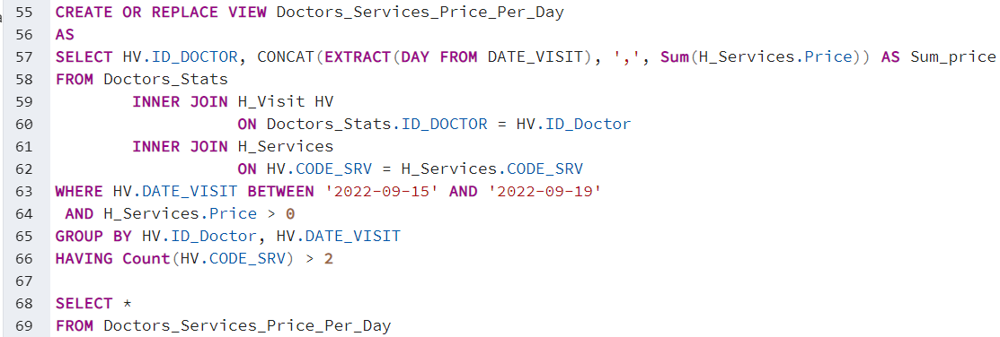 55 CREATE OR REPLACE VIEW Doctors_Services_Price_Per_Day
56 AS
57 SELECT HV.ID_DOCTOR, CONCAT(EXTRACT(DAY FROM DATE_VISIT), ',', Sum(H_Services.Price)) AS Sum_price
58 FROM Doctors_Stats
59 INNER JOIN H_Visit HV
60 ON Doctors_Stats.ID_DOCTOR = HV.ID_Doctor
61 INNER JOIN H_Services
62 ON HV.CODE_SRV = H_Services.CODE_SRV
63 WHERE HV.DATE_VISIT BETWEEN '2022-09-15' AND '2022-09-19'
64 AND H_Services.Price > 0
65 GROUP BY HV.ID_Doctor, HV.DATE_VISIT
66 HAVING Count(HV.CODE_SRV) > 2
67
68 SELECT *
69 FROM Doctors_Services_Price_Per_Day